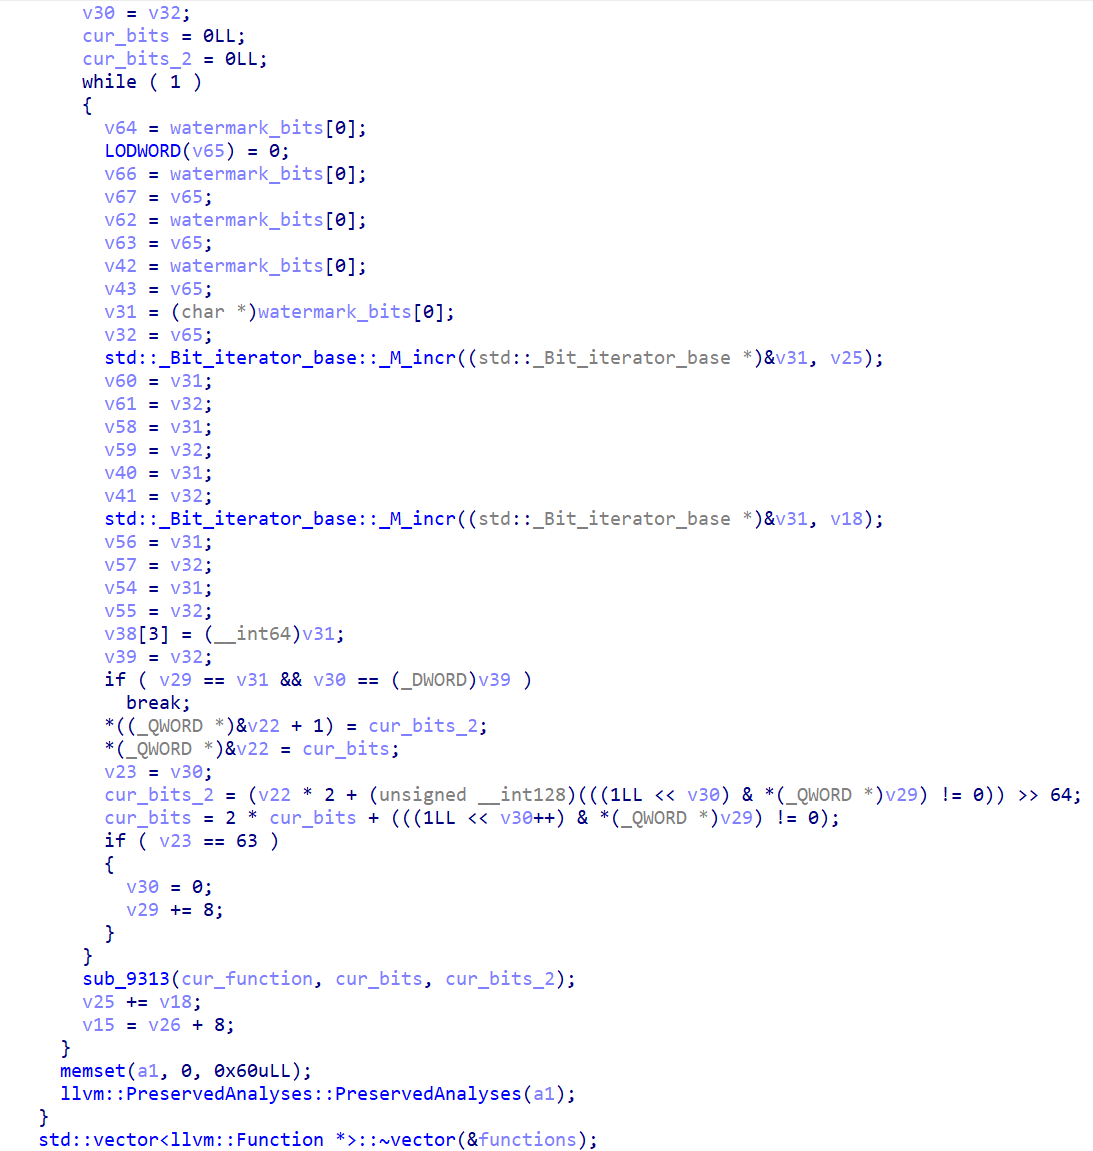 v30 = v32;
cur_bits = 0LL;
cur_bits_2 = 0LL;
while ( 1 )
{
v64 = watermark_bits[0];
LODWORD(v65) = 0;
v66 = watermark_bits[0];
v67 = v65;
v62 = watermark_bits[0];
v63 = v65;
v42 = watermark_bits[0];
v43 = v65;
v31 = (char *)watermark_bits[0];
v32 = v65;
std::_Bit_iterator_base::_M_incr((std::_Bit_iterator_base *)&v31, v25);
v60 = v31;
v61 = v32;
v58 = v31;
v59 = v32;
v40 = v31;
v41 = v32;
std::_Bit_iterator_base::_M_incr((std::_Bit_iterator_base *)&v31, v18);
v56 = v31;
v57 = v32;
v54 = v31;
v55 = v32;
v38[3] = (__int64)v31;
v39 = v32;
if ( v29 == v31 && v30 == (_DWORD)v39 )
break;
*((_QWORD *)&v22 + 1) = cur_bits_2;
*(_QWORD *)&v22 = cur_bits;
v23 = v30;
cur_bits_2 = (v22 * 2 + (unsigned __int128)(((1LL << v30) & *(_QWORD *)v29) != 0)) >> 64;
cur_bits = 2 * cur_bits + (((1LL << v30++) & *(_QWORD *)v29) != 0);
if ( v23 == 63 )
{
v30 = 0;
v29 += 8;
}
}
sub_9313(cur_function, cur_bits, cur_bits_2);
v25 += v18;
v15 = v26 + 8;
}
memset(a1, 0, 0x60uLL);
llvm::PreservedAnalyses::PreservedAnalyses(a1);
}
std::vector<llvm::Function *>::~vector(&functions);